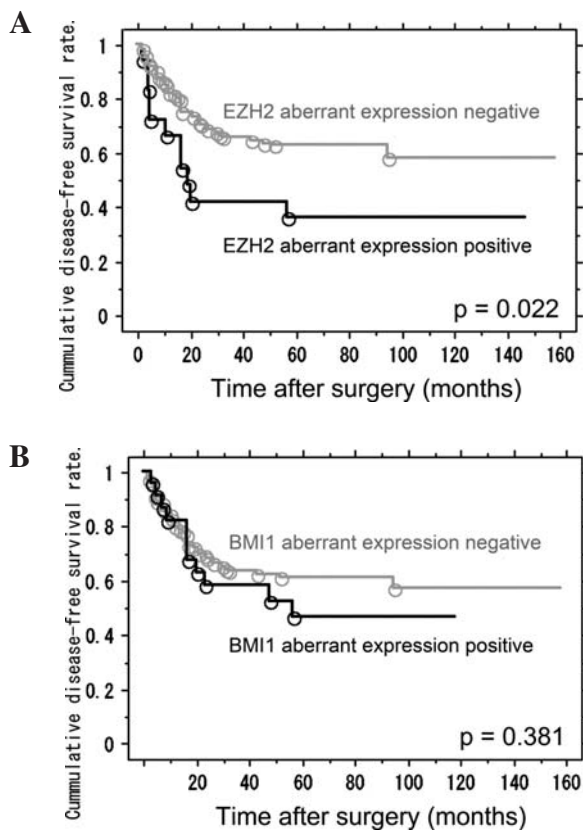 A
Cummulative disease-free survival rate.
1
0.8
0.6
0.4
0.2
0
EZH2 aberrant expression negative
EZH2 aberrant expression positive
p = 0.022
0 20 40 60 80 100 120 140 160
Time after surgery (months)
B
Cummulative disease-free survival rate.
1
0.8
0.6
0.4
0.2
0
BMI1 aberrant expression negative
BMI1 aberrant expression positive
p = 0.381
20 40 60 80 100 120 140 160
Time after surgery (months)